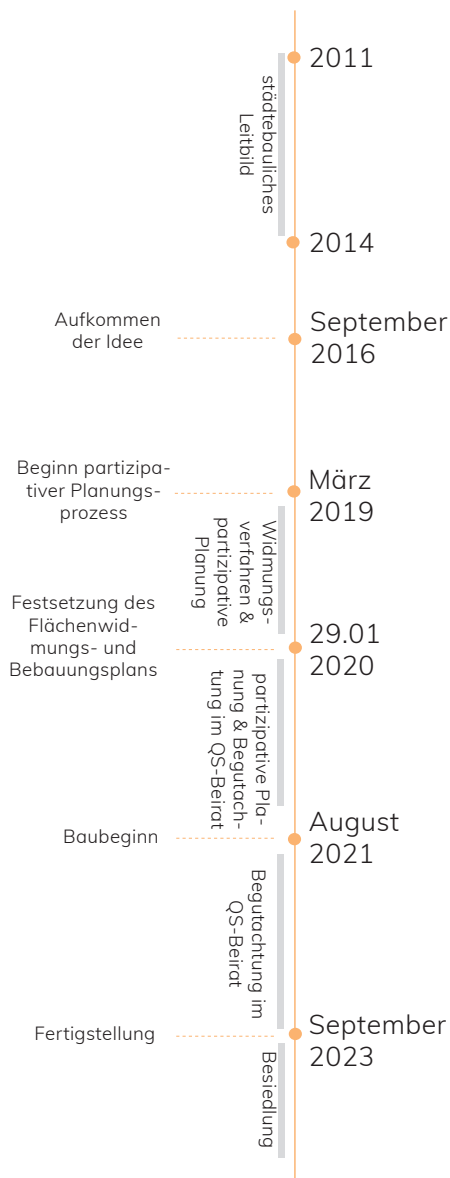 2011
städtebauliches
Leitbild
2014
Aufkommen
der Idee
September
2016
Beginn partizipa-
tiver Planungs-
prozess
März
2019
Widmungs-
verfahren &
partizipative
Planung
Festsetzung des
Flächenwid-
mungs- und
Bebauungsplans
29.01
2020
partizipative Pla-
nung & Begutach-
tung im QS-Beirat
Baubeginn
August
2021
Begutachtung im
QS-Beirat
Fertigstellung
September
2023
Besiedlung